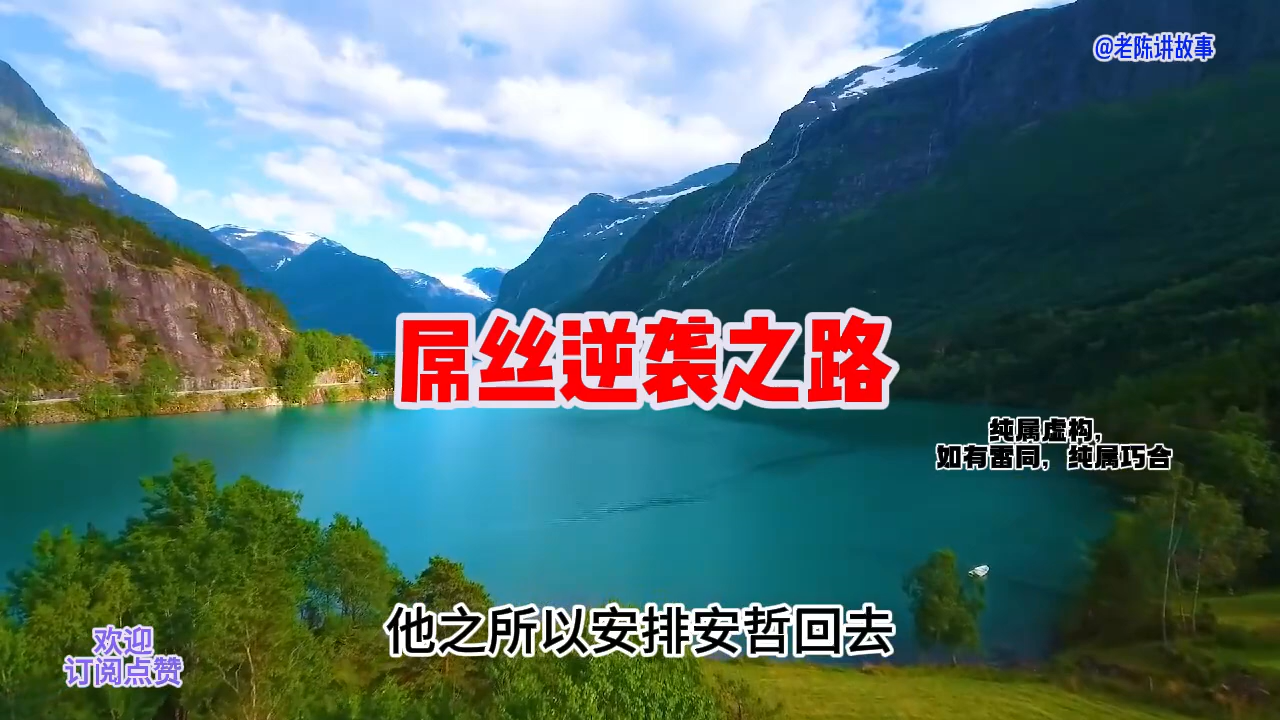 @老陈讲故事
屌丝逆袭之路
纯属虚构，
如有雷同，纯属巧合
他之所以安排安哲回去
欢迎
订阅点赞